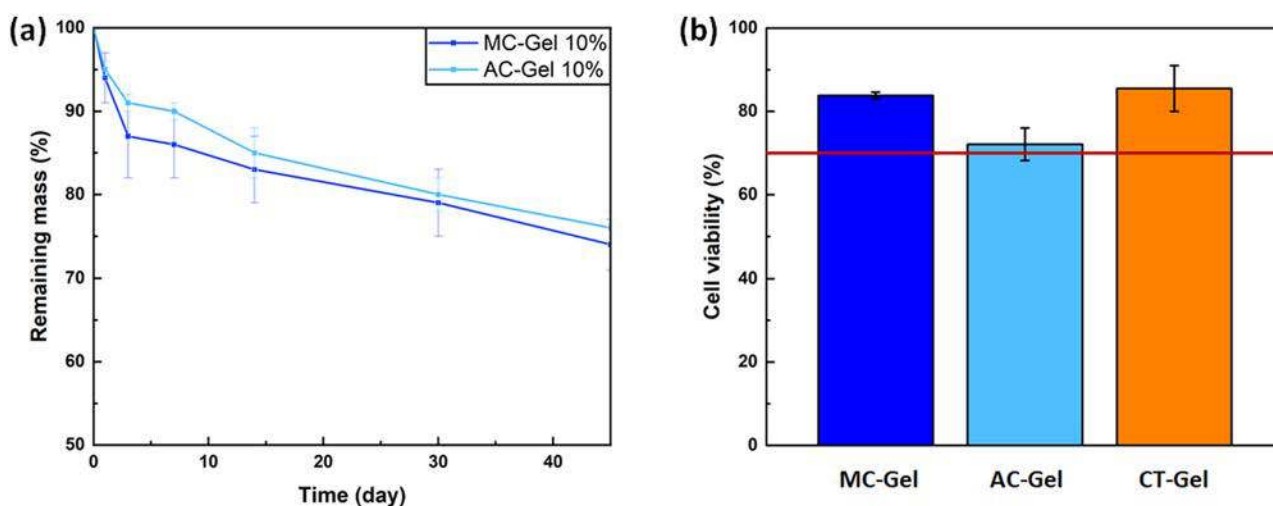 (a)
Remaining mass (%)
100
90
80
70
60
50
0
10
20
30
40
Time (day)
MC-Gel 10%
AC-Gel 10%
(b)
Cell viability (%)
100
80
60
40
20
0
MC-Gel
AC-Gel
CT-Gel